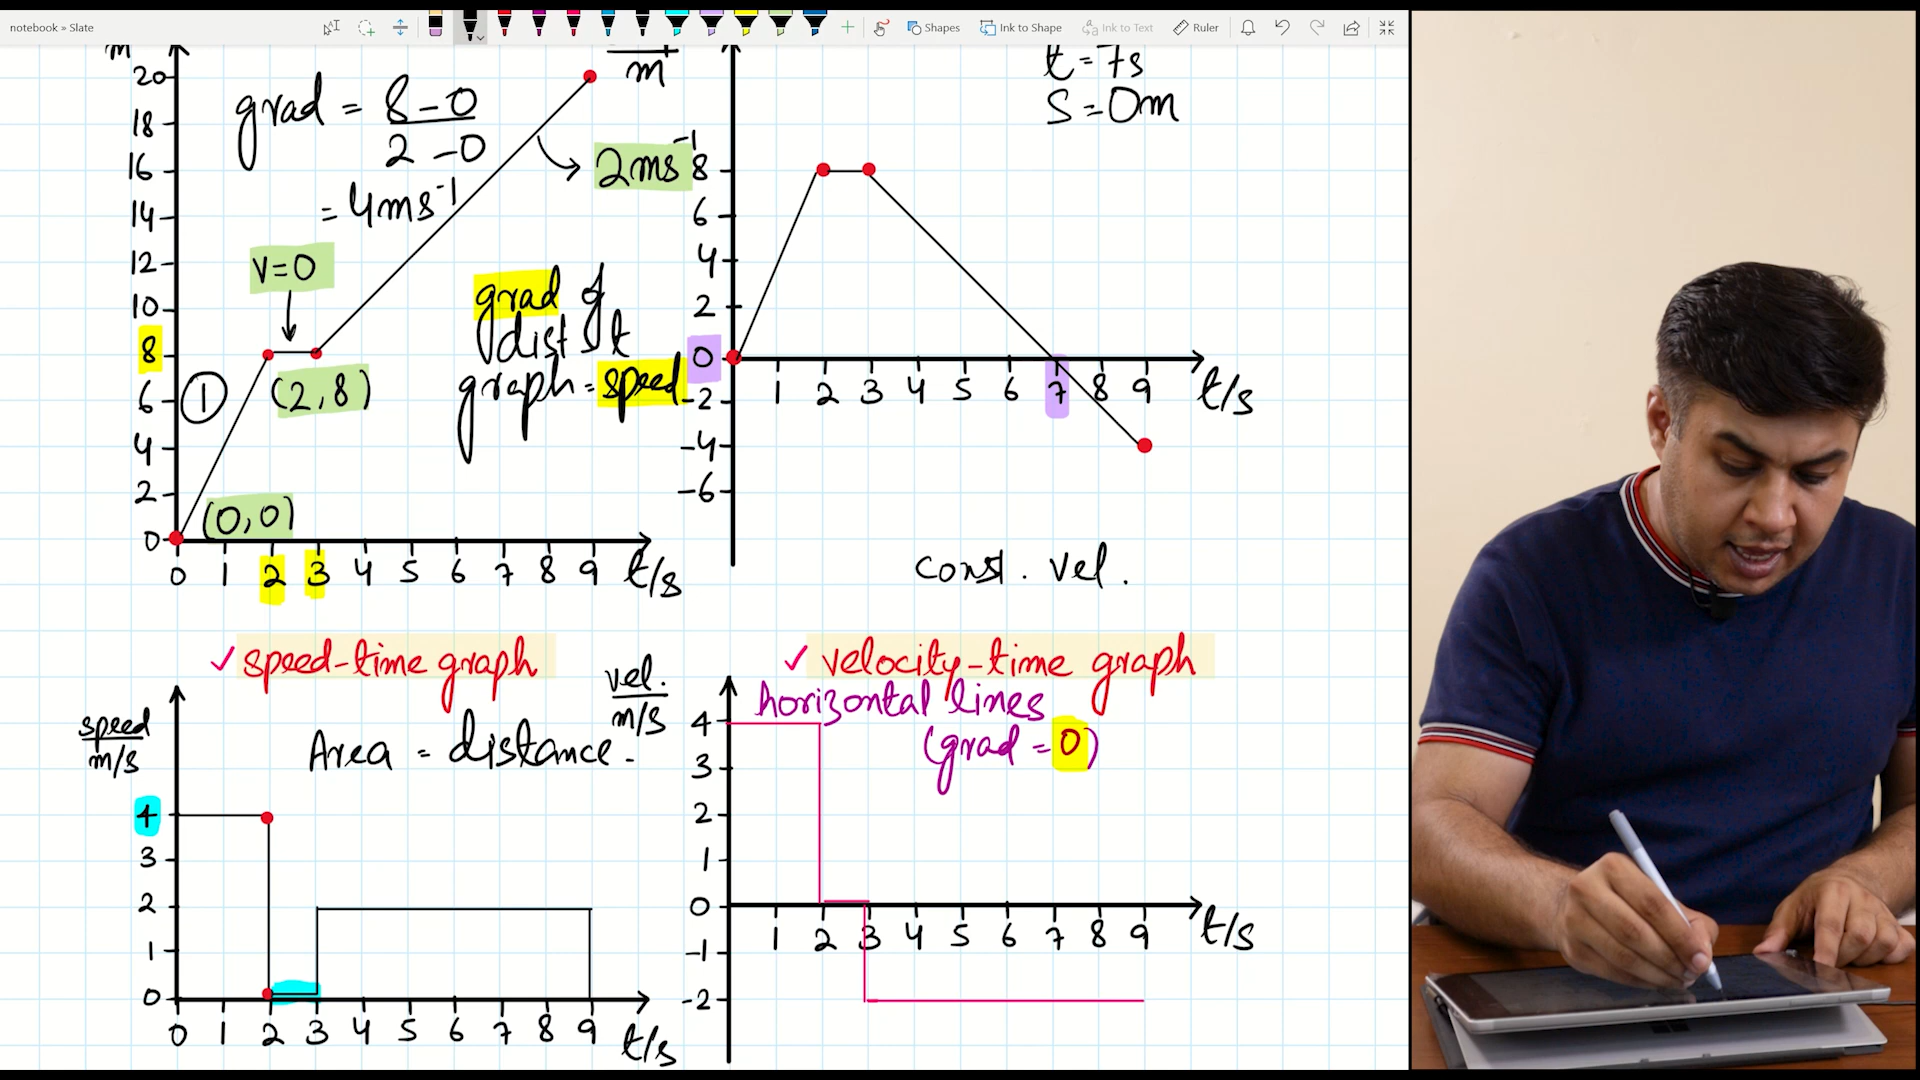 notebook » Slate
Shapes
Ink to Shape
Ink to Text
Ruler
m
20
18
16
14
12
10
8
6
4
2
0
0 1 2 3 4 5 6 7 8 9 t/s
grad = 8-0
2-0
= 4ms⁻¹
2ms⁻¹
v=0
①
(2,8)
(0,0)
grad of
dist t
graph = speed
m
t=7s
S=0m
8
6
4
2
0
-2
-4
-6
1 2 3 4 5 6 7 8 9 t/s
const. vel.
✓ speed-time graph
speed
m/s
Area = distance.
4
3
2
1
0
0 1 2 3 4 5 6 7 8 9 t/s
✓ velocity-time graph
vel.
m/s
horizontal lines
(grad = 0)
4
3
2
1
0
-1
-2
1 2 3 4 5 6 7 8 9 t/s